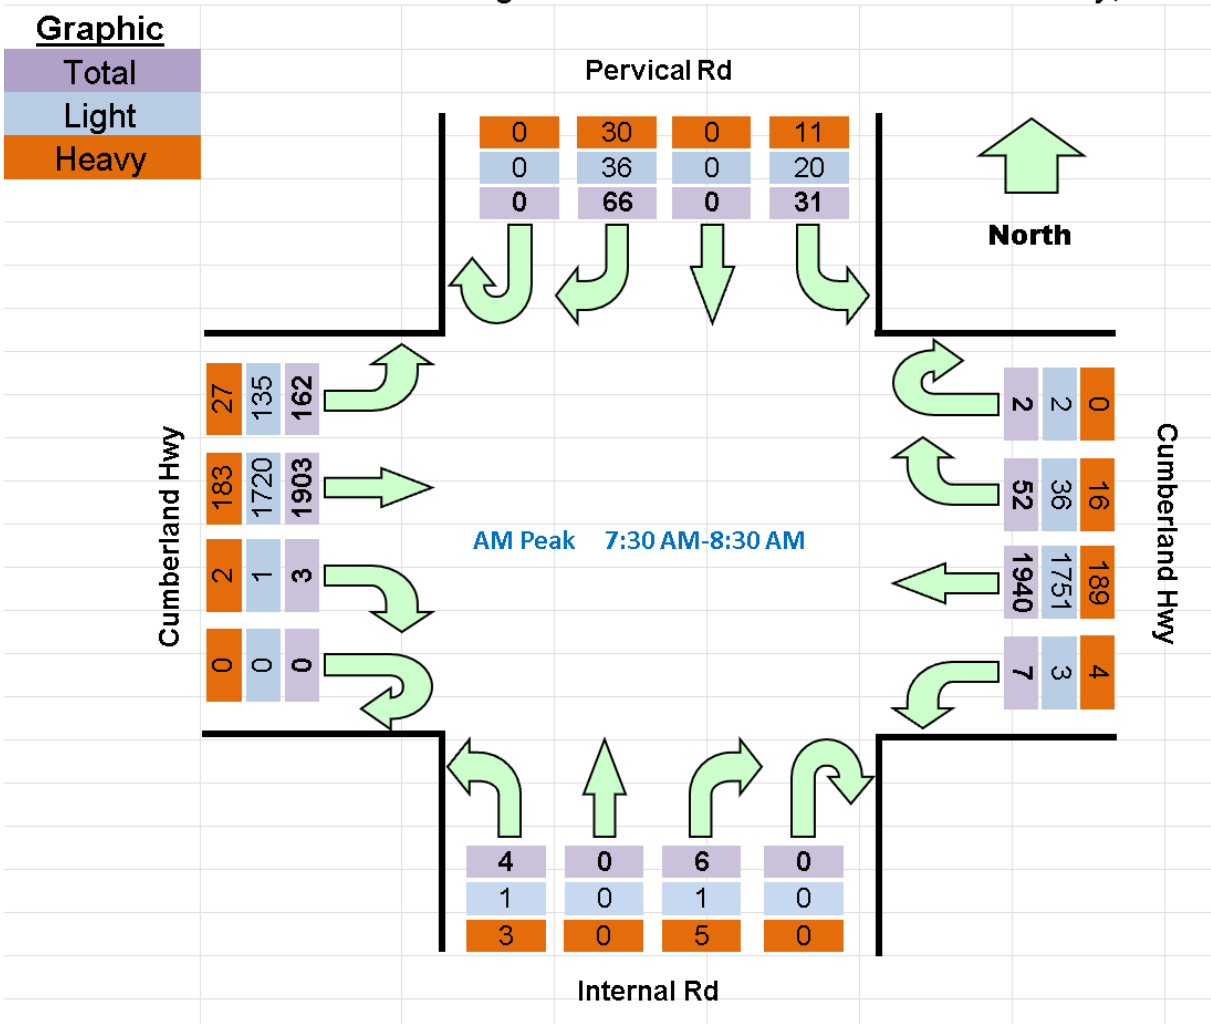 Graphic
Total
Light
Heavy
Pervical Rd
0 30 0 11
0 36 0 20
0 66 0 31
North
27 135 162
183 1720 1903
2 1 3
0 0 0
Cumberland Hwy
AM Peak 7:30 AM-8:30 AM
2 2 0
52 36 16
1940 1751 189
7 3 4
Cumberland Hwy
4 0 6 0
1 0 1 0
3 0 5 0
Internal Rd